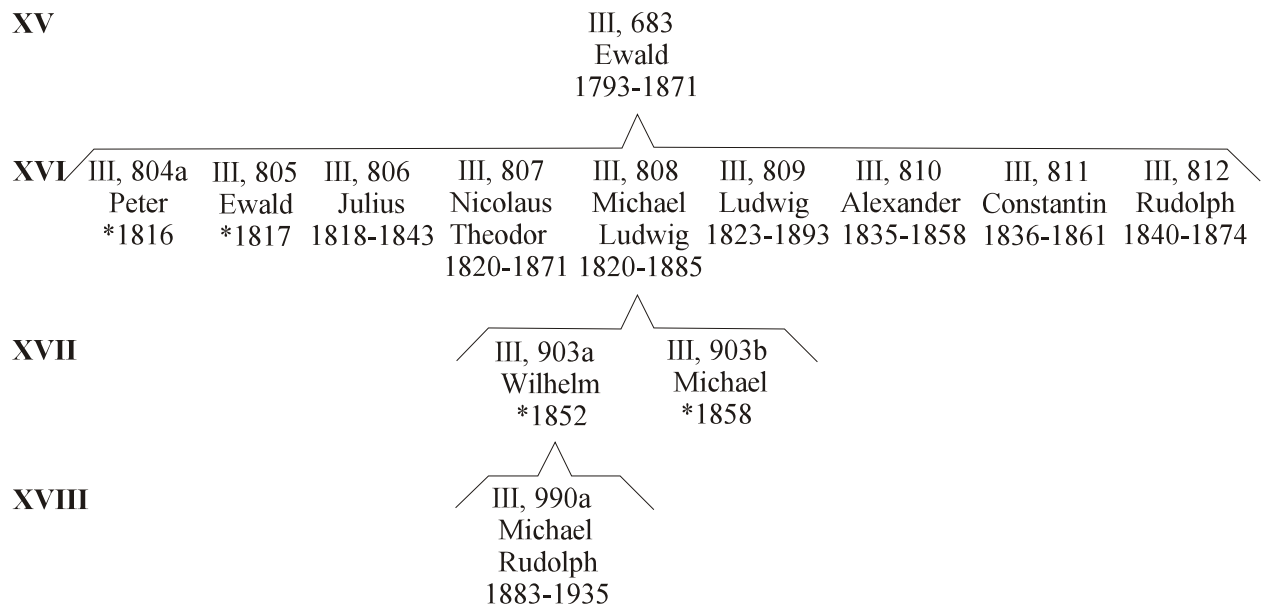 XV
III, 683
Ewald
1793-1871
XVI
III, 804a
Peter
*1816
III, 805
Ewald
*1817
III, 806
Julius
1818-1843
III, 807
Nicolaus
Theodor
1820-1871
III, 808
Michael
Ludwig
1820-1885
III, 809
Ludwig
1823-1893
III, 810
Alexander
1835-1858
III, 811
Constantin
1836-1861
III, 812
Rudolph
1840-1874
XVII
III, 903a
Wilhelm
*1852
III, 903b
Michael
*1858
XVIII
III, 990a
Michael
Rudolph
1883-1935